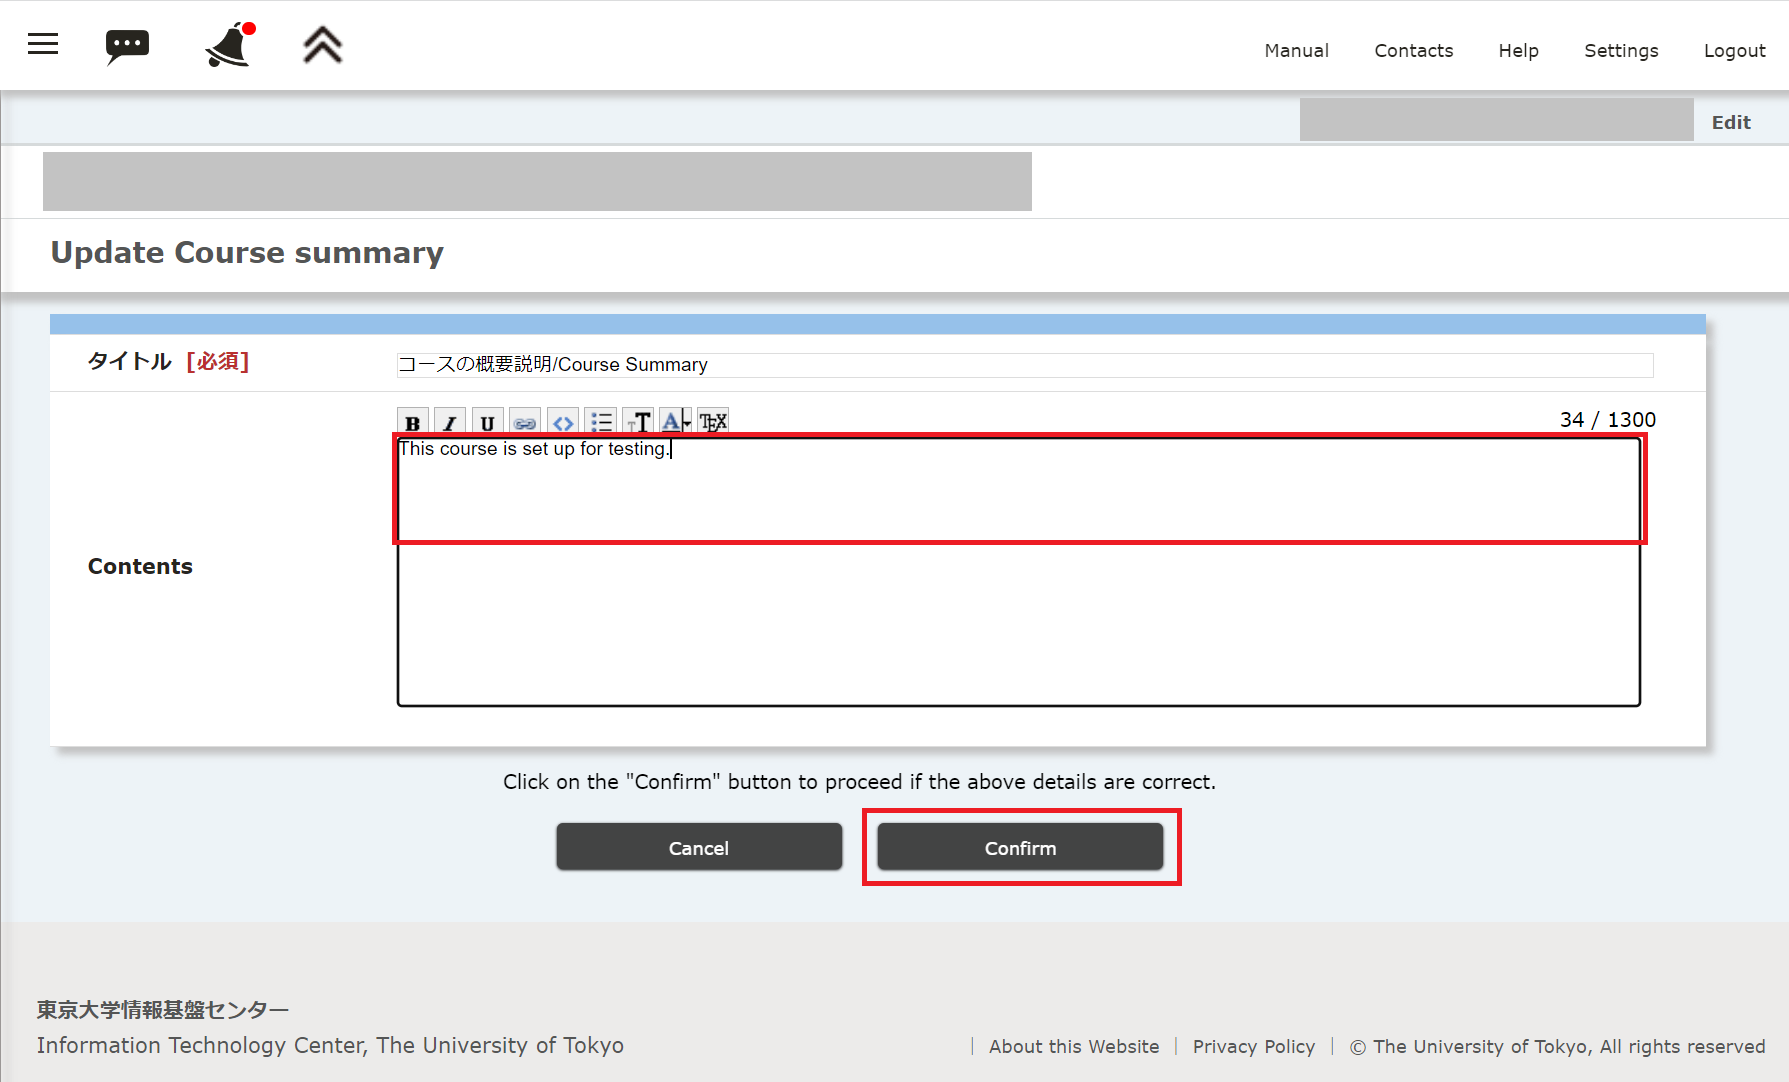 Manual Contacts Help Settings Logout
Edit
Update Course summary
タイトル [必須]
コースの概要説明/Course Summary
B I U <> TT A TEX
34 / 1300
This course is set up for testing.
Contents
Click on the "Confirm" button to proceed if the above details are correct.
Cancel Confirm
東京大学情報基盤センター
Information Technology Center, The University of Tokyo
| About this Website | Privacy Policy | © The University of Tokyo, All rights reserved